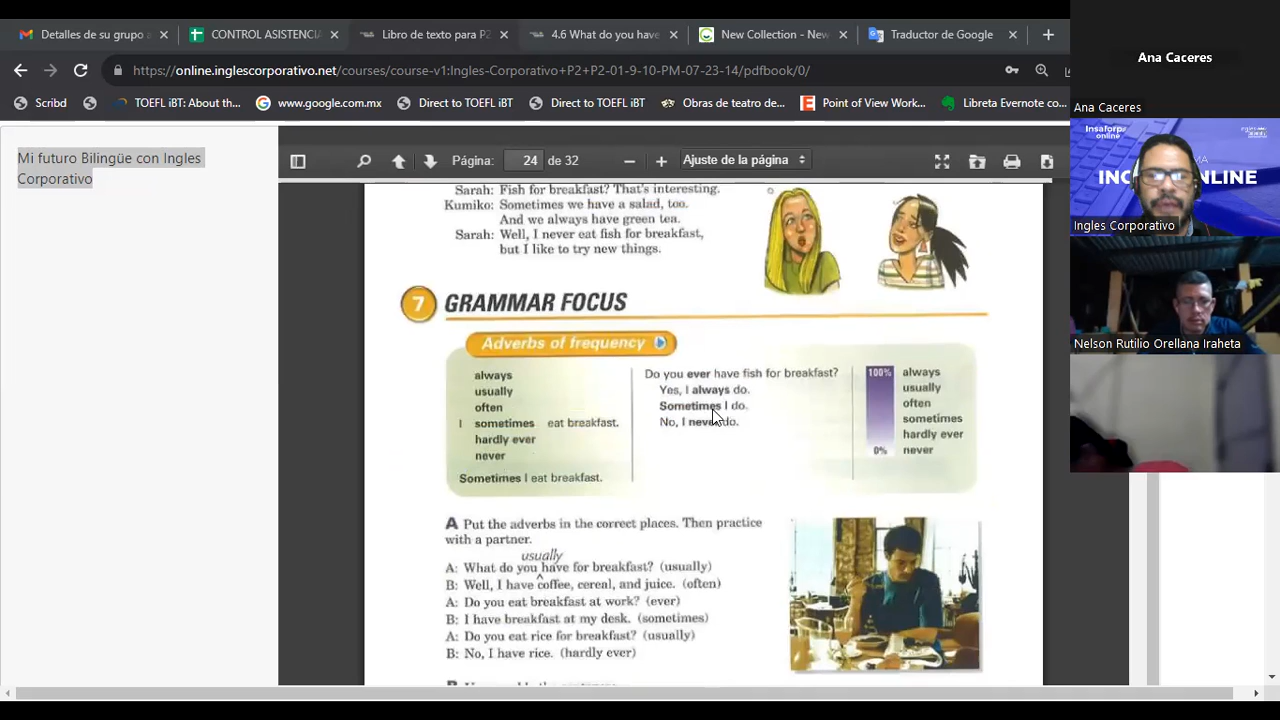 Detalles de su grupo a
CONTROL ASISTENCIA
Libro de texto para P2
4.6 What do you have
New Collection - New
Traductor de Google
https://online.inglescorporativo.net/courses/course-v1:Ingles-Corporativo+P2+P2-01-9-10-PM-07-23-14/pdfbook/0/
Scribd
TOEFL iBT: About th...
www.google.com.mx
Direct to TOEFL iBT
Direct to TOEFL iBT
Obras de teatro de...
Point of View Work...
Libreta Evernote co...
Mi futuro Bilingüe con Ingles
Corporativo
Página:
24
de 32
Ajuste de la página
Sarah: Fish for breakfast? That's interesting.
Kumiko: Sometimes we have a salad, too.
And we always have green tea.
Sarah: Well, I never eat fish for breakfast,
but I like to try new things.
7 GRAMMAR FOCUS
Adverbs of frequency
always
usually
often
I sometimes eat breakfast.
hardly ever
never
Sometimes I eat breakfast.
Do you ever have fish for breakfast?
Yes, I always do.
Sometimes I do.
No, I never do.
100% always
usually
often
sometimes
hardly ever
0% never
A Put the adverbs in the correct places. Then practice
with a partner.
usually
A: What do you have for breakfast? (usually)
B: Well, I have coffee, cereal, and juice. (often)
A: Do you eat breakfast at work? (ever)
B: I have breakfast at my desk. (sometimes)
A: Do you eat rice for breakfast? (usually)
B: No, I have rice. (hardly ever)
Ana Caceres
Ana Caceres
Insaforp
online
ONLINE
Ingles Corporativo
Nelson Rutilio Orellana Iraheta